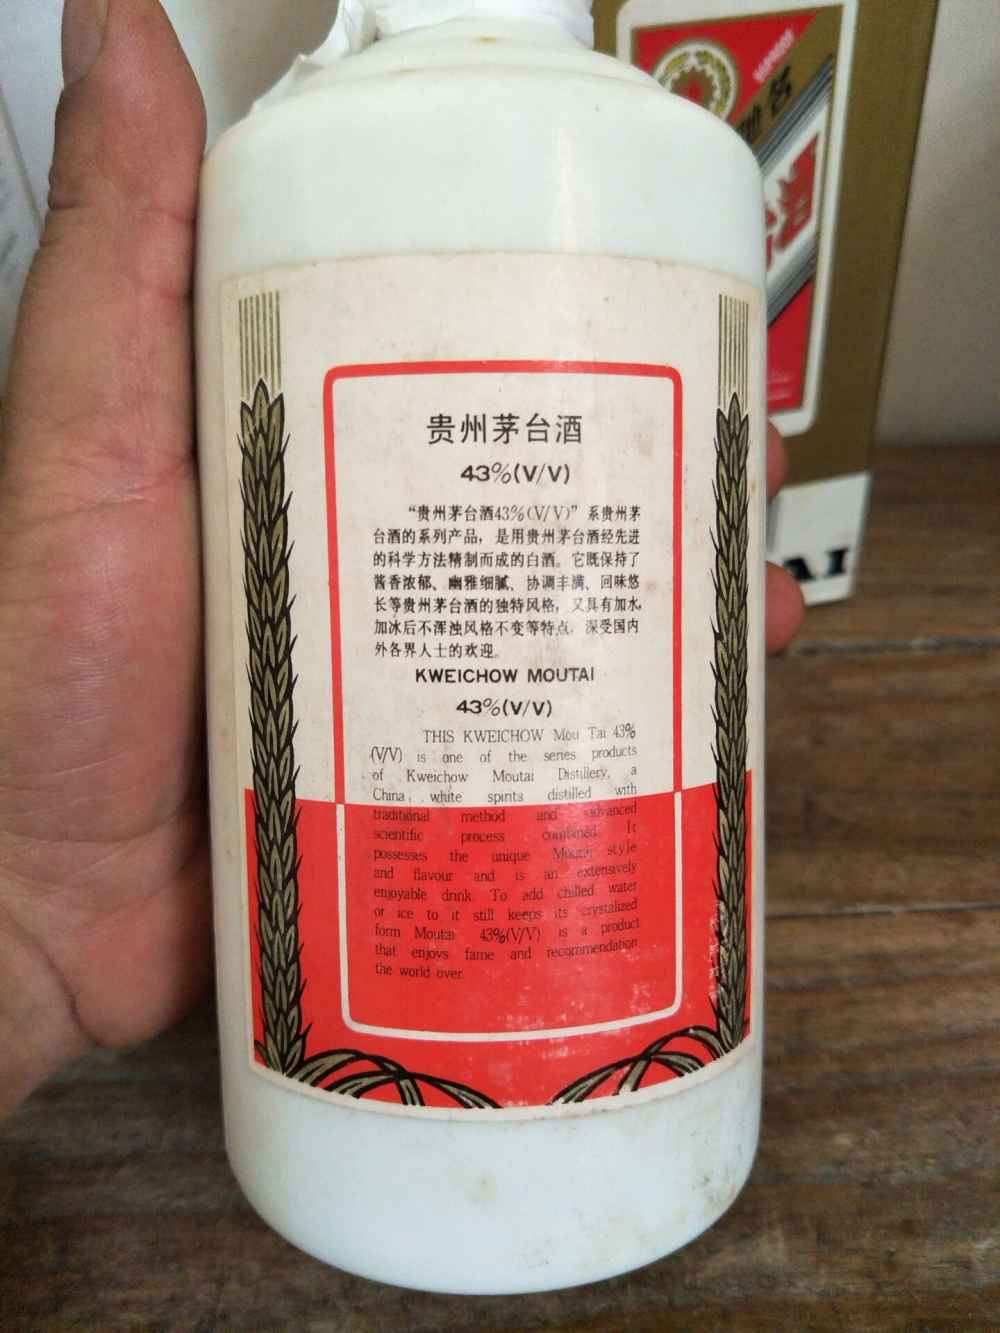 贵州茅台酒
43%(V/V)
“贵州茅台酒43%(V/V)”系贵州茅
台酒的系列产品，是用贵州茅台酒经先进
的科学方法精制而成的白酒。它既保持了
酱香浓郁、幽雅细腻、协调丰满、回味悠
长等贵州茅台酒的独特风格，又具有加水，
加冰后不浑浊风格不变等特点，深受国内
外各界人士的欢迎。
KWEICHOW MOUTAI
43%(V/V)
THIS KWEICHOW Mou Tai 43%
(V/V) is one of the series products
of Kweichow Moutai Distillery, a
China, white spirits distilled with
traditional method and advanced
scientific process combined. It
possesses the unique Moutai style
and flavour and is an extensively
enjoyable drink. To add chilled water
or ice to it still keeps its crystalized
form Moutai 43%(V/V) is a product
that enjoys fame and recommendation
the world over.
酒
AI